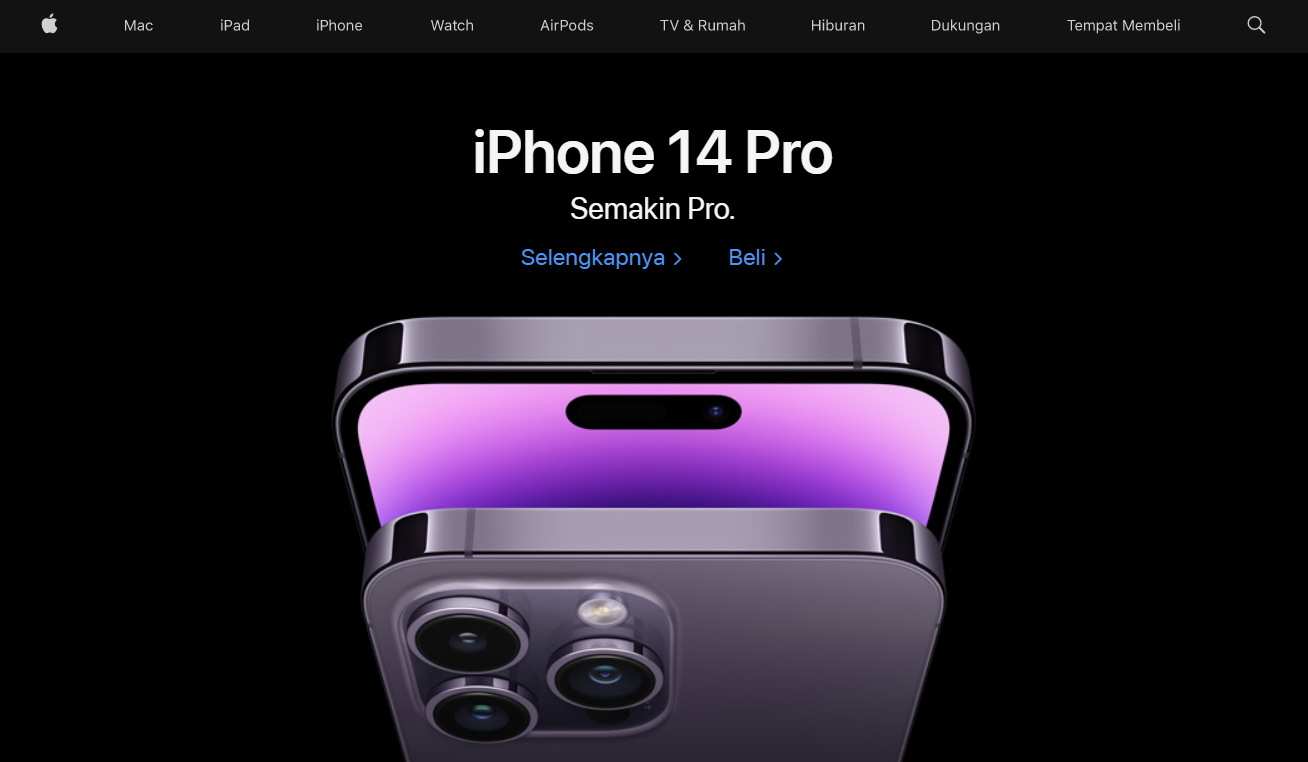 Mac iPad iPhone Watch AirPods TV & Rumah Hiburan Dukungan Tempat Membeli
iPhone 14 Pro
Semakin Pro.
Selengkapnya > Beli >